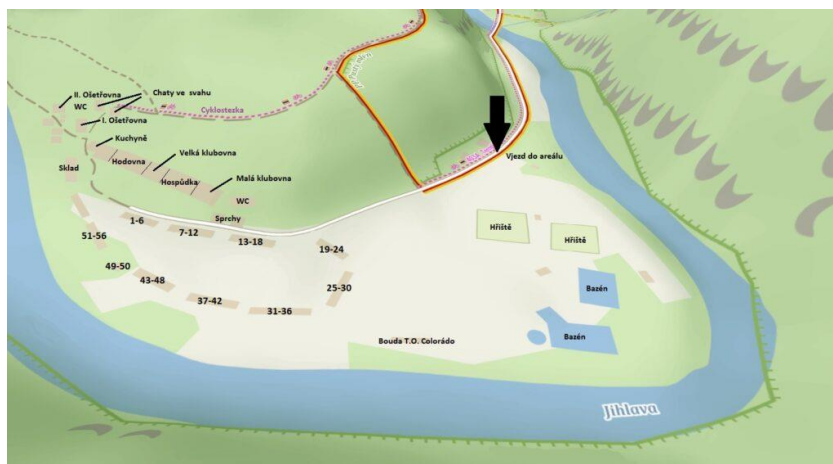 II. Ošetřovna
WC
Chaty ve svahu
Cyklostezka
I. Ošetřovna
Kuchyně
Velká klubovna
Hodovna
Sklad
Hospůdka
Malá klubovna
WC
Sprchy
Vjezd do areálu
1-6
7-12
13-18
19-24
51-56
49-50
43-48
37-42
31-36
25-30
Hřiště
Hřiště
Bazén
Bazén
Bouda T.O. Colorádo
Jihlava